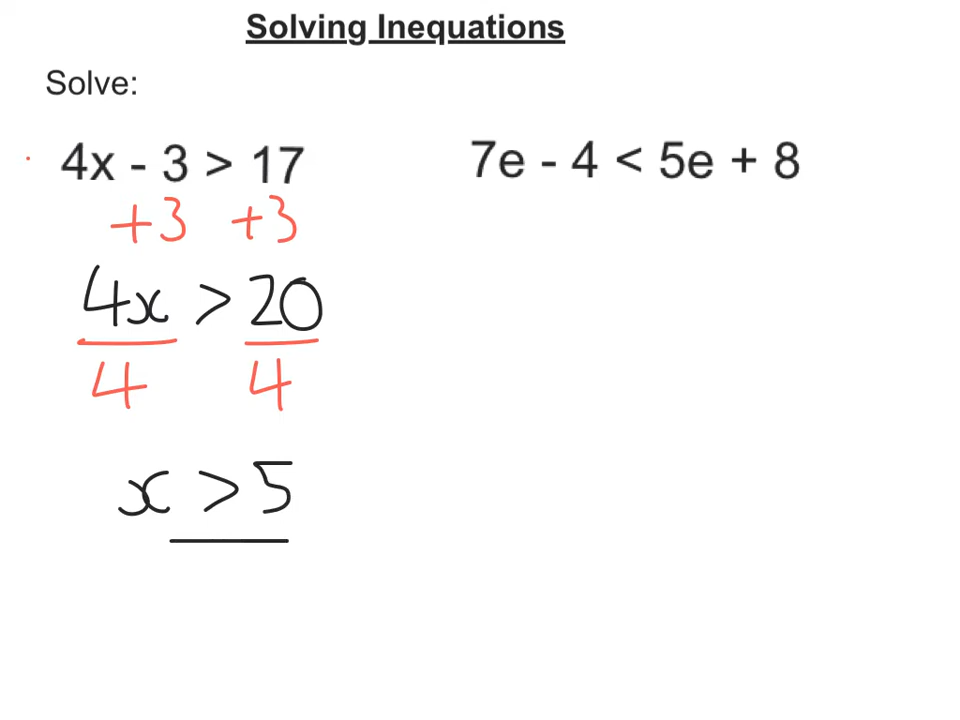 Solving Inequations
Solve:
4x - 3 > 17
+3 +3
4x > 20
4 4
x > 5
7e - 4 < 5e + 8